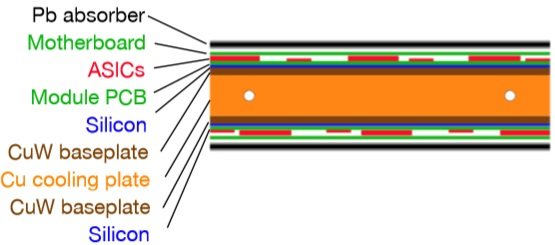 Pb absorber
Motherboard
ASICs
Module PCB
Silicon
CuW baseplate
Cu cooling plate
CuW baseplate
Silicon